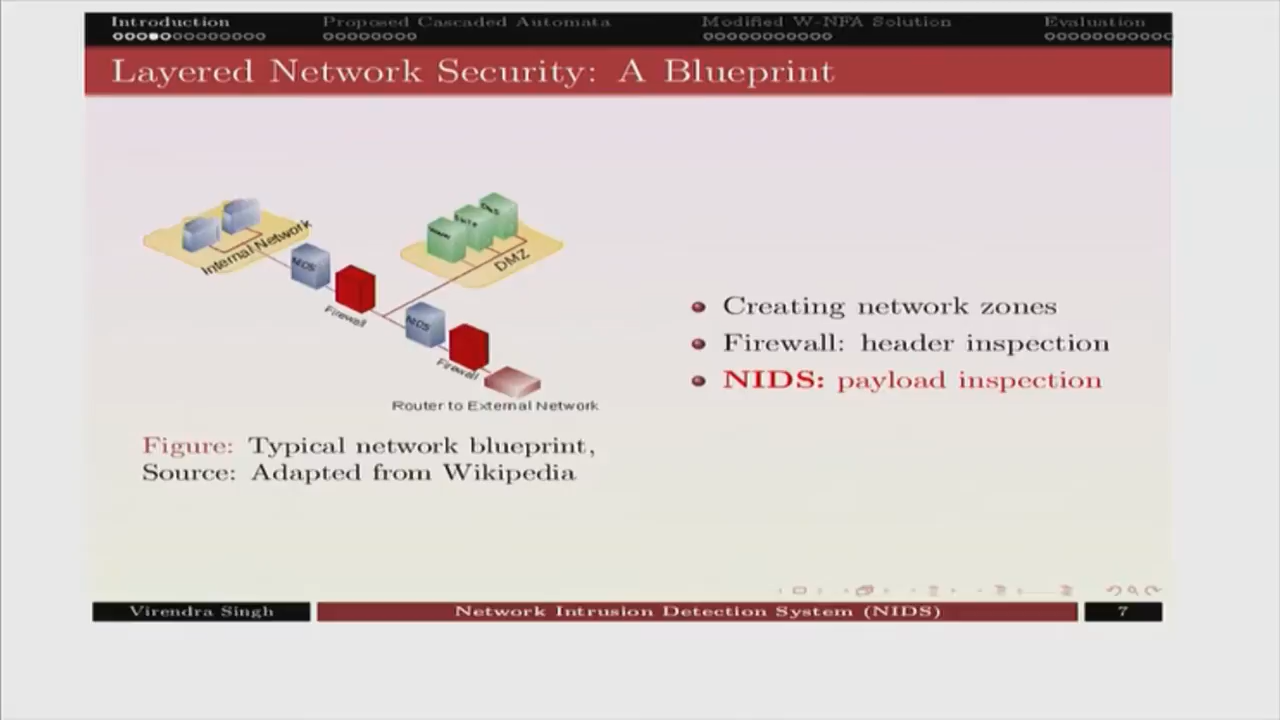 Introduction
Proposed Cascaded Automata
Modified W-NFA Solution
Evaluation
Layered Network Security: A Blueprint
Internal Network
NIDS
Firewall
DNS
DMZ
NIDS
Firewall
Router to External Network
Creating network zones
Firewall: header inspection
NIDS: payload inspection
Figure: Typical network blueprint,
Source: Adapted from Wikipedia
Virendra Singh
Network Intrusion Detection System (NIDS)
7